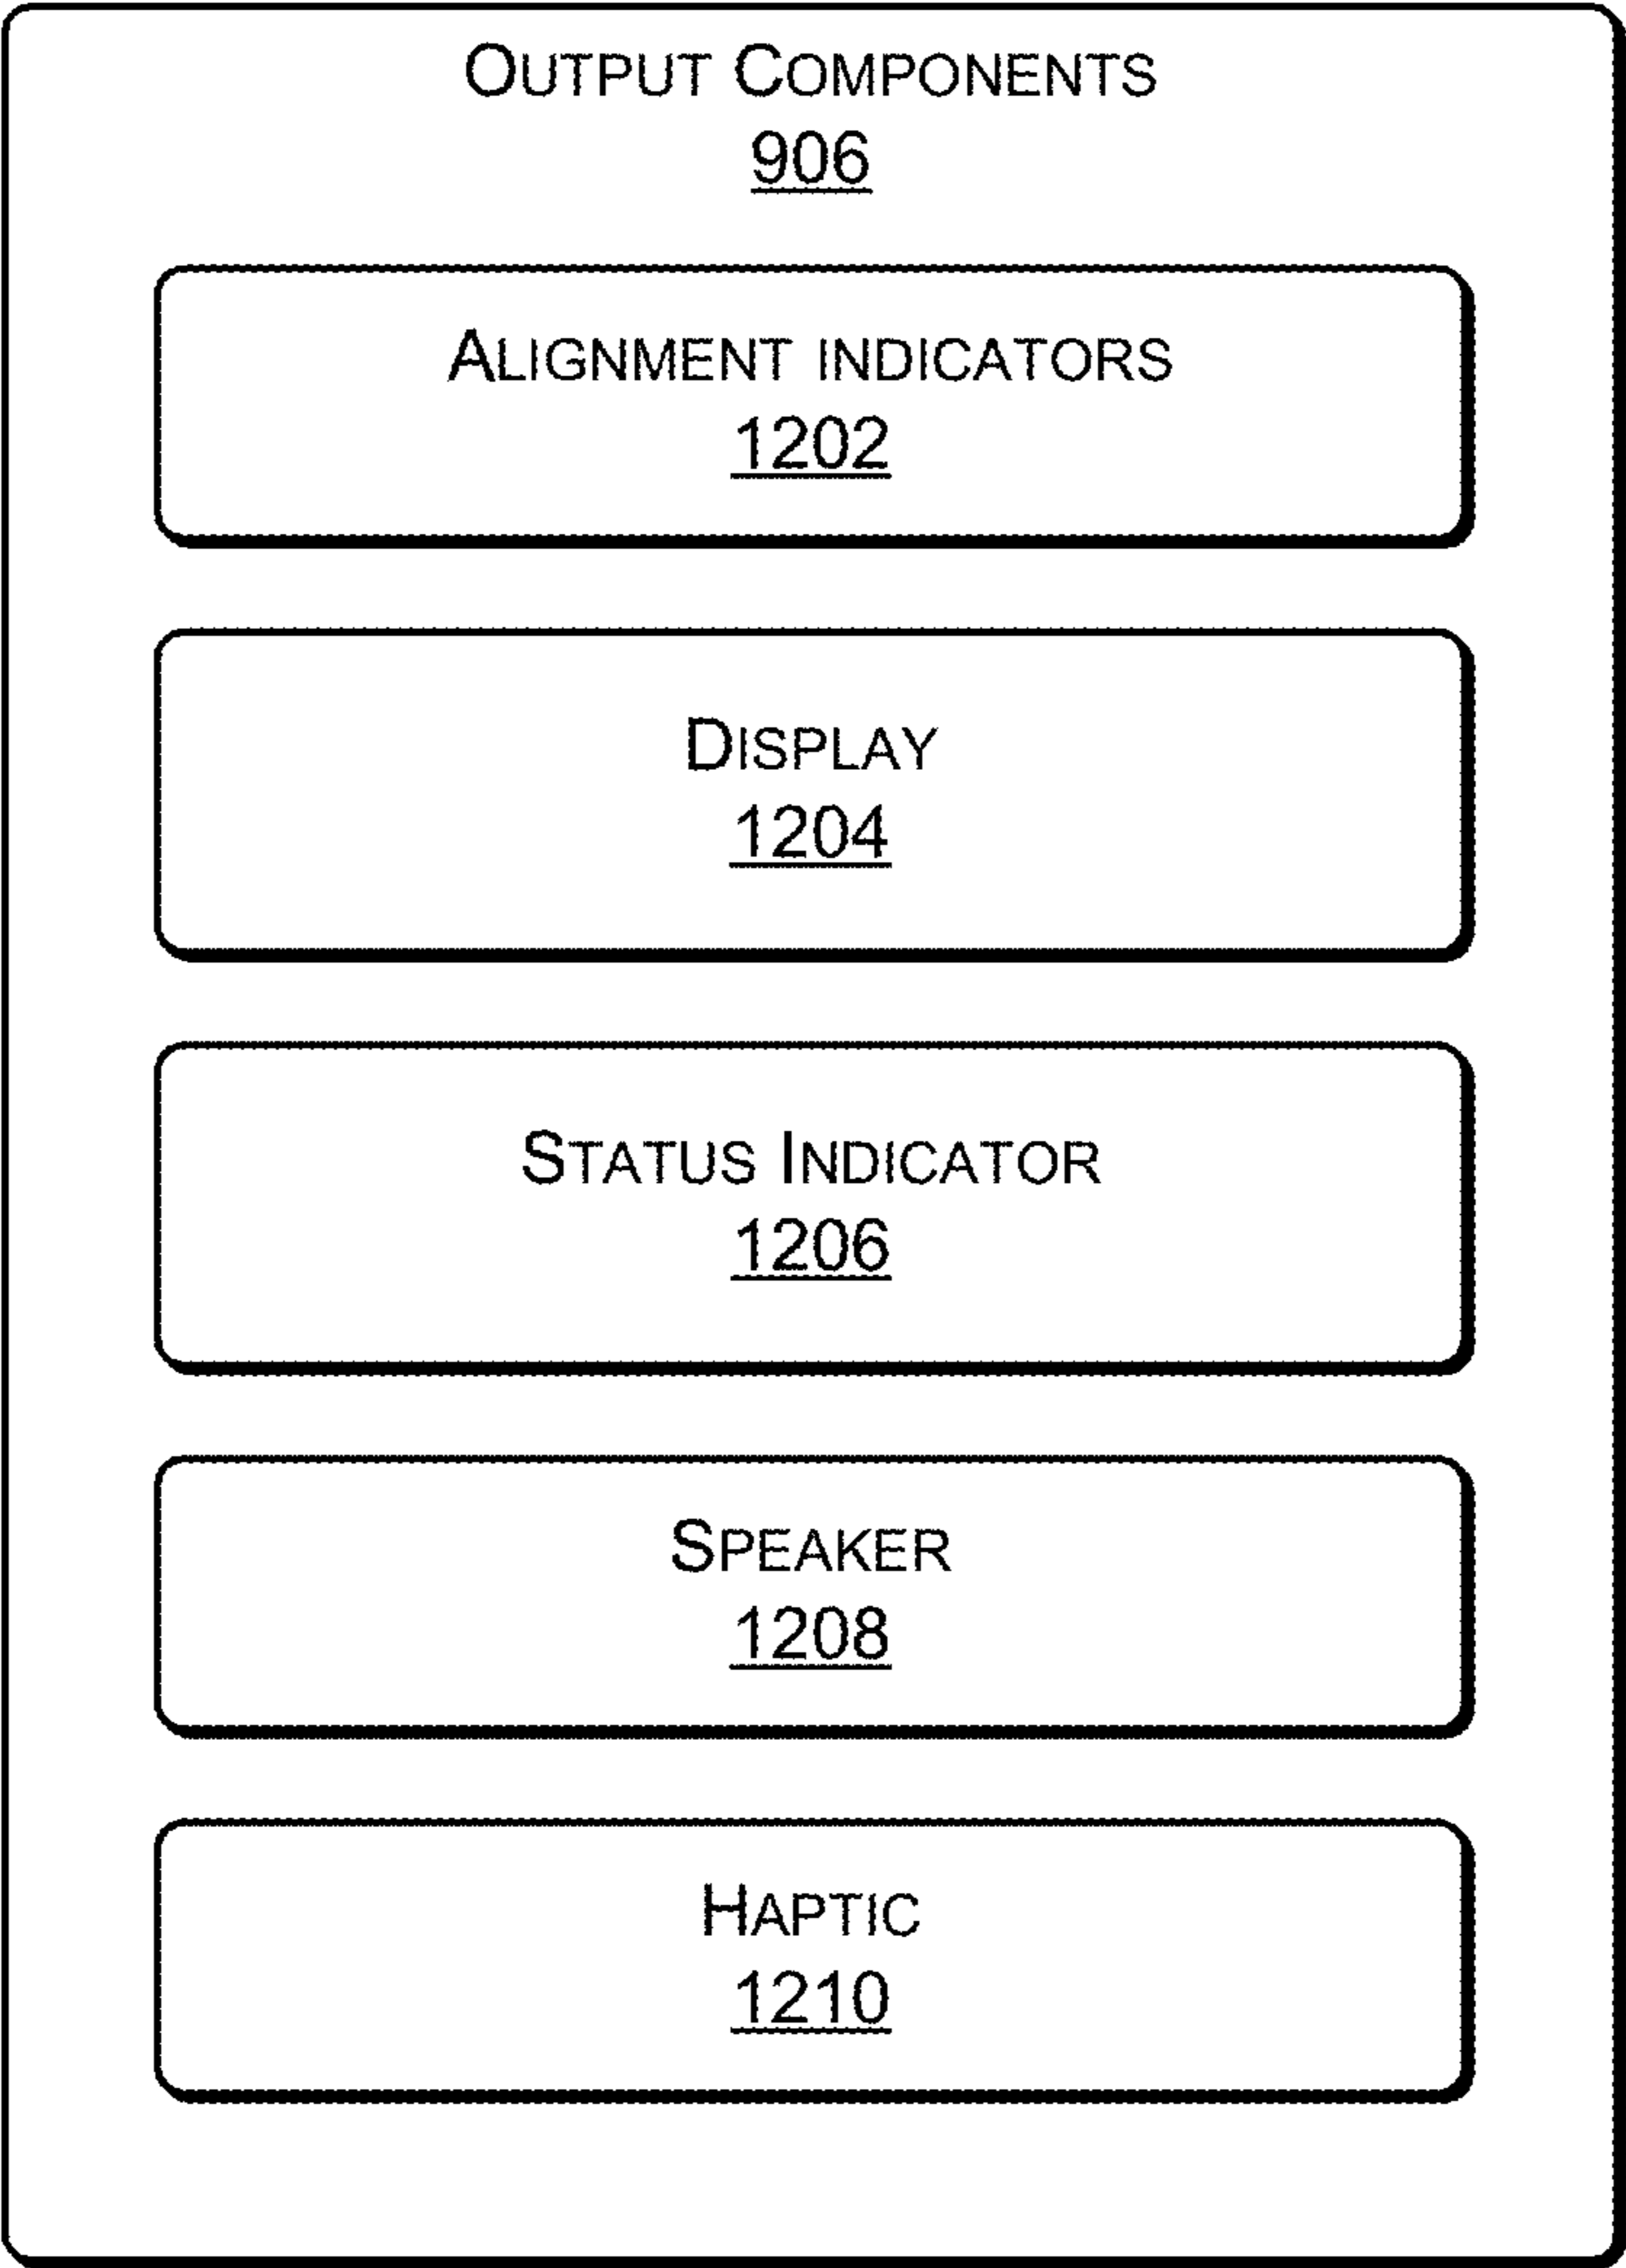 OUTPUT COMPONENTS
906
ALIGNMENT INDICATORS
1202
DISPLAY
1204
STATUS INDICATOR
1206
SPEAKER
1208
HAPTIC
1210